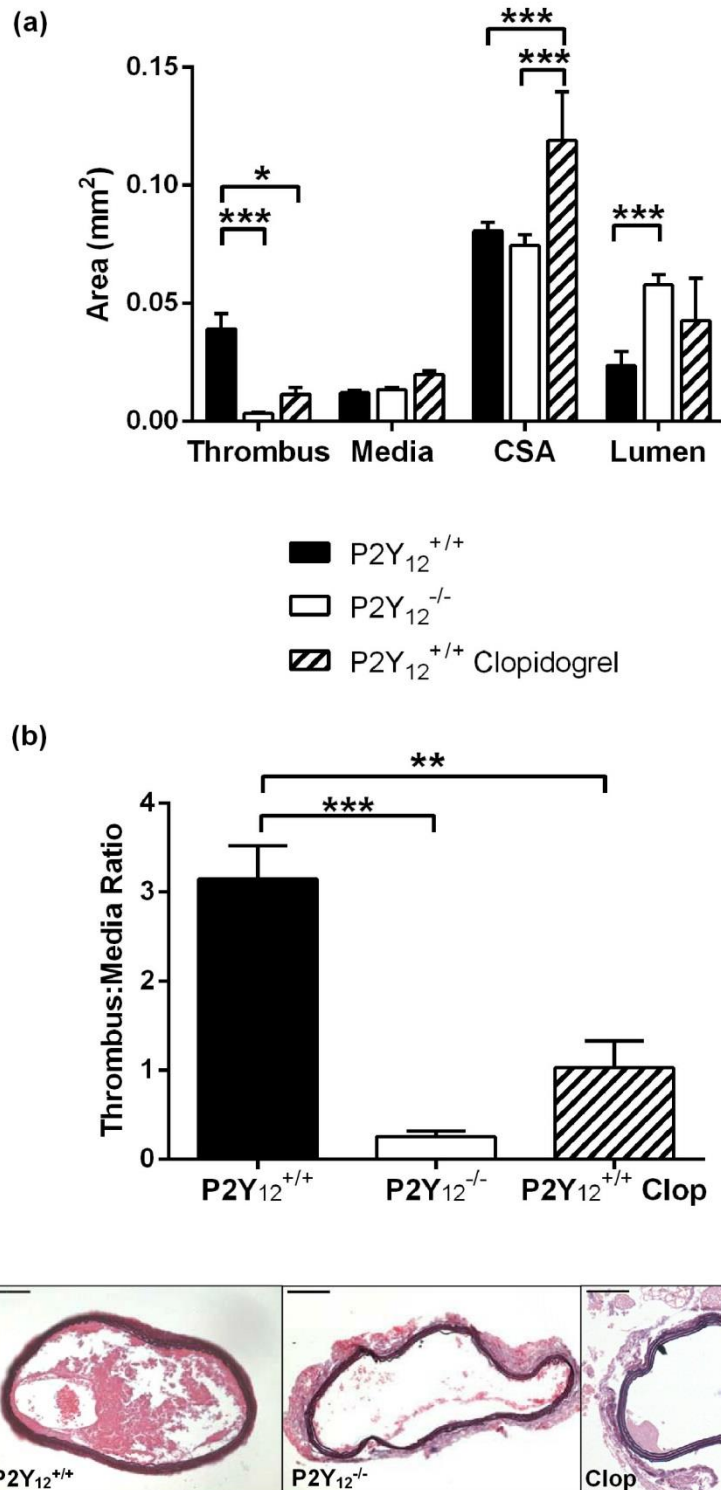 (a)
***
***
0.15
*
***
***
0.10
0.05
0.00
Area (mm²)
Thrombus Media CSA Lumen
P2Y₁₂⁺/⁺
P2Y₁₂⁻/⁻
P2Y₁₂⁺/⁺ Clopidogrel
(b)
**
***
4
3
2
1
0
Thrombus:Media Ratio
P2Y₁₂⁺/⁺ P2Y₁₂⁻/⁻ P2Y₁₂⁺/⁺ Clop
P2Y₁₂⁺/⁺ P2Y₁₂⁻/⁻ Clop